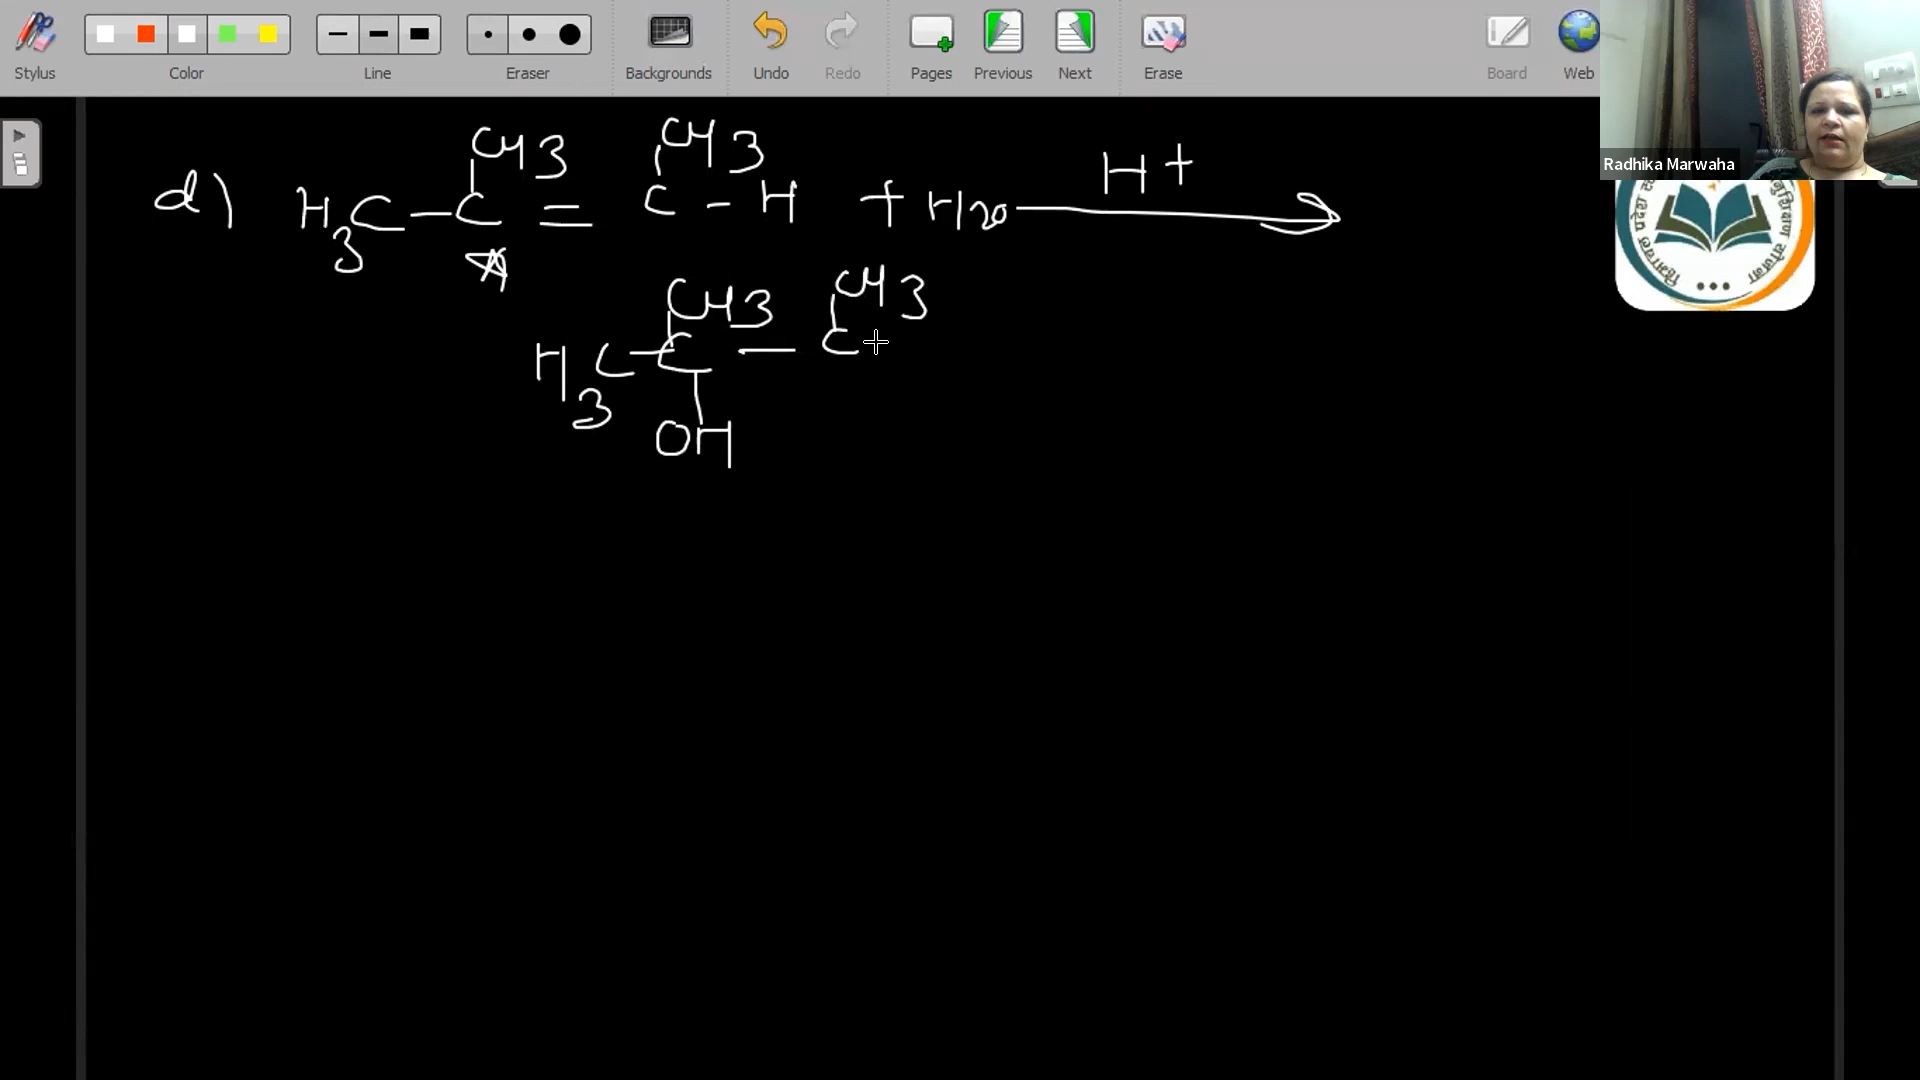 Stylus Color Line Eraser Backgrounds Undo Redo Pages Previous Next Erase Board Web
Radhika Marwaha
CH3 CH3
d) H3C - C = C - H + H2O H+
CH3 CH3
H3C - C - C
OH